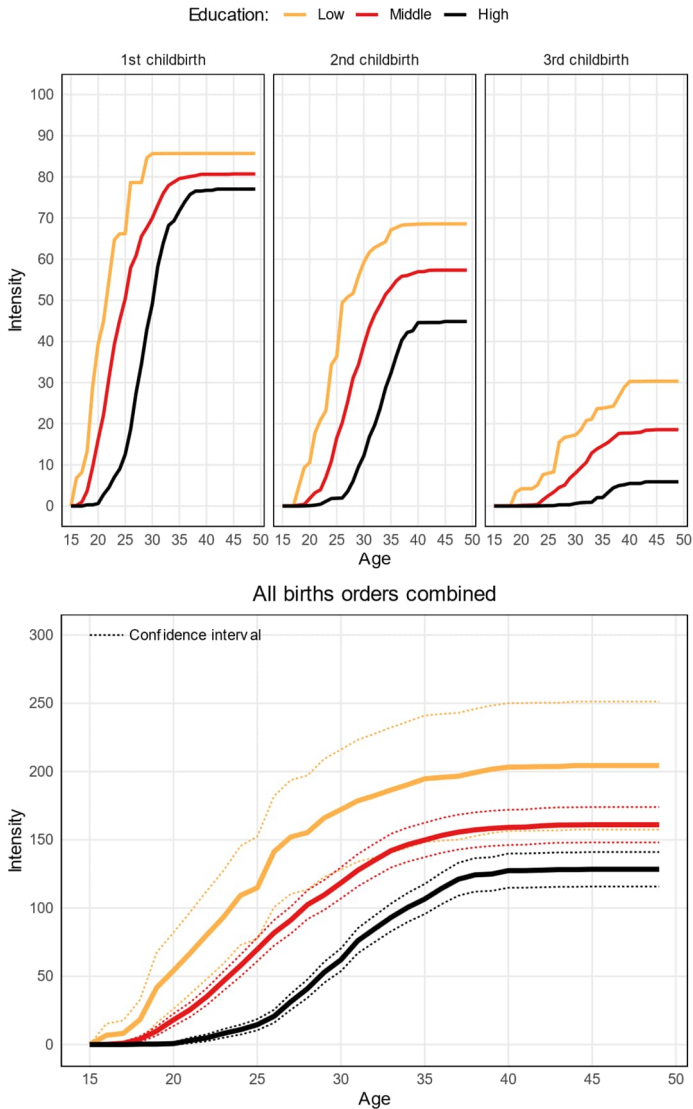 Education: Low Middle High
1st childbirth 2nd childbirth 3rd childbirth
100
90
80
70
60
50
40
30
20
10
0
Intensity
15 20 25 30 35 40 45 50 15 20 25 30 35 40 45 50 15 20 25 30 35 40 45 50
Age
All births orders combined
Confidence interval
300
250
200
150
100
50
0
Intensity
15 20 25 30 35 40 45 50
Age